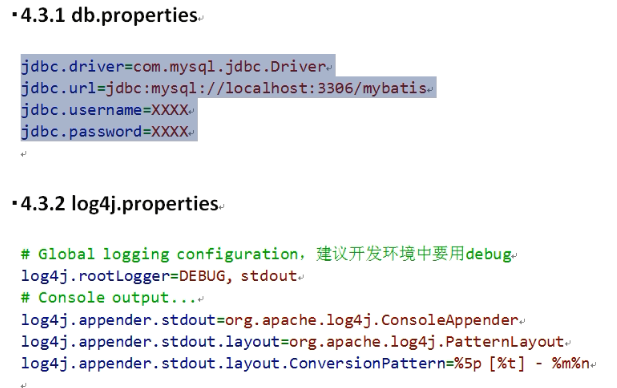 4.3.1 db.properties
jdbc.driver=com.mysql.jdbc.Driver
jdbc.url=jdbc:mysql://localhost:3306/mybatis
jdbc.username=XXXX
jdbc.password=XXXX
4.3.2 log4j.properties
# Global logging configuration，建议开发环境中要用debug
log4j.rootLogger=DEBUG, stdout
# Console output...
log4j.appender.stdout=org.apache.log4j.ConsoleAppender
log4j.appender.stdout.layout=org.apache.log4j.PatternLayout
log4j.appender.stdout.layout.ConversionPattern=%5p [%t] - %m%n